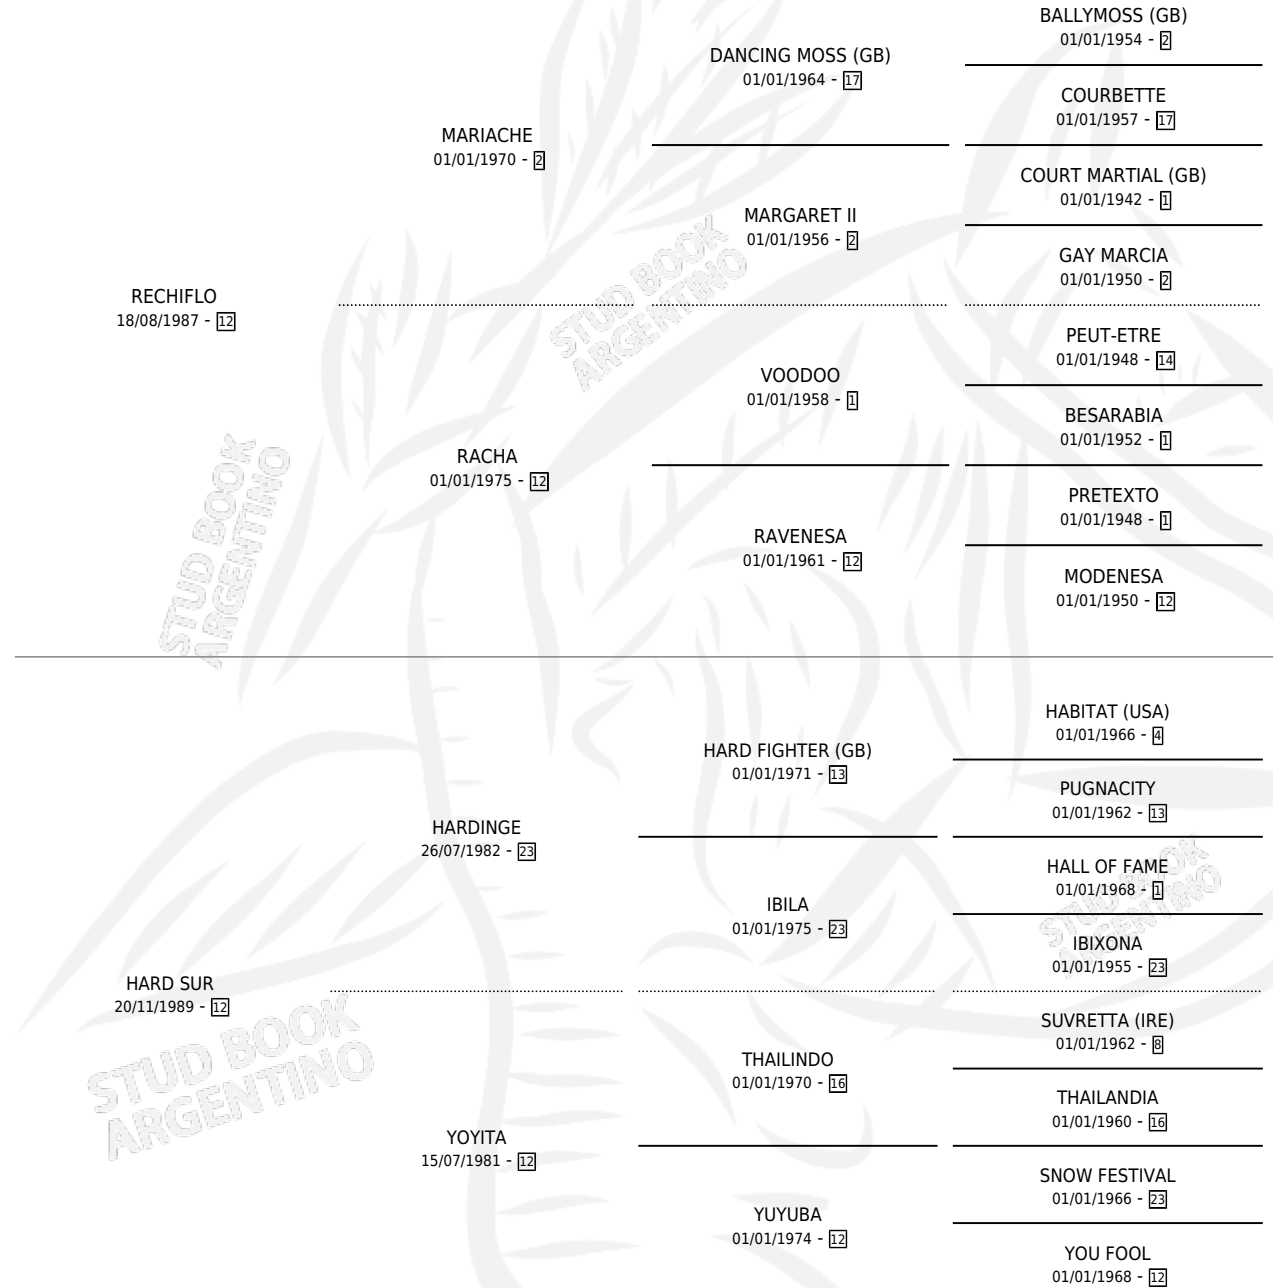 BALLYMOSS (GB)
01/01/1954 - 2
DANCING MOSS (GB)
01/01/1964 - 17
COURBETTE
01/01/1957 - 17
MARIACHE
01/01/1970 - 2
COURT MARTIAL (GB)
01/01/1942 - 1
MARGARET II
01/01/1956 - 2
GAY MARCIA
01/01/1950 - 2
RECHIFLO
18/08/1987 - 12
STUD BOOK
ARGENTINO
PEUT-ETRE
01/01/1948 - 14
VOODOO
01/01/1958 - 1
BESARABIA
01/01/1952 - 1
RACHA
01/01/1975 - 12
PRETEXTO
01/01/1948 - 1
RAVENESA
01/01/1961 - 12
MODENESA
01/01/1950 - 12
STUD BOOK
ARGENTINO
HABITAT (USA)
01/01/1966 - 4
HARD FIGHTER (GB)
01/01/1971 - 13
PUGNACITY
01/01/1962 - 13
HARDINGE
26/07/1982 - 23
HALL OF FAME
01/01/1968 - 1
IBILA
01/01/1975 - 23
IBIXONA
01/01/1955 - 23
STUD BOOK
ARGENTINO
HARD SUR
20/11/1989 - 12
SUVRETTA (IRE)
01/01/1962 - 8
THAILINDO
01/01/1970 - 16
THAILANDIA
01/01/1960 - 16
YOYITA
15/07/1981 - 12
SNOW FESTIVAL
01/01/1966 - 23
YUYUBA
01/01/1974 - 12
YOU FOOL
01/01/1968 - 12
STUD BOOK
ARGENTINO